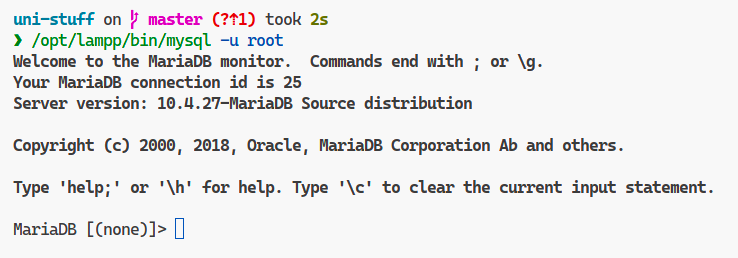 uni-stuff on  master (?⇡1) took 2s
❯ /opt/lampp/bin/mysql -u root
Welcome to the MariaDB monitor.  Commands end with ; or \g.
Your MariaDB connection id is 25
Server version: 10.4.27-MariaDB Source distribution

Copyright (c) 2000, 2018, Oracle, MariaDB Corporation Ab and others.

Type 'help;' or '\h' for help. Type '\c' to clear the current input statement.

MariaDB [(none)]>